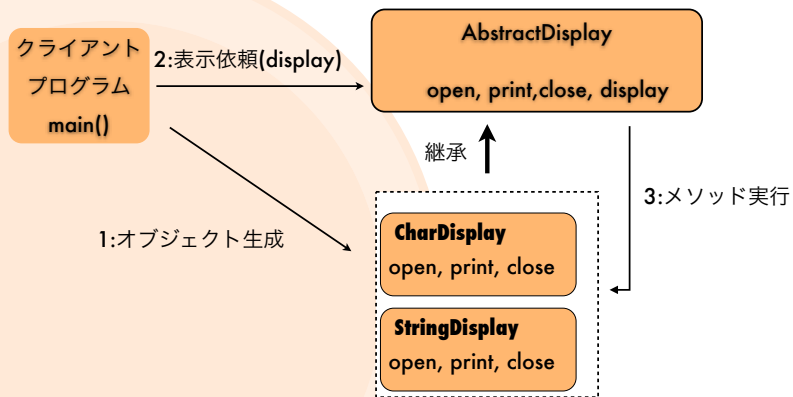 クライアント
プログラム
main()
2:表示依頼(display)
AbstractDisplay
open, print,close, display
継承
3:メソッド実行
1:オブジェクト生成
CharDisplay
open, print, close
StringDisplay
open, print, close